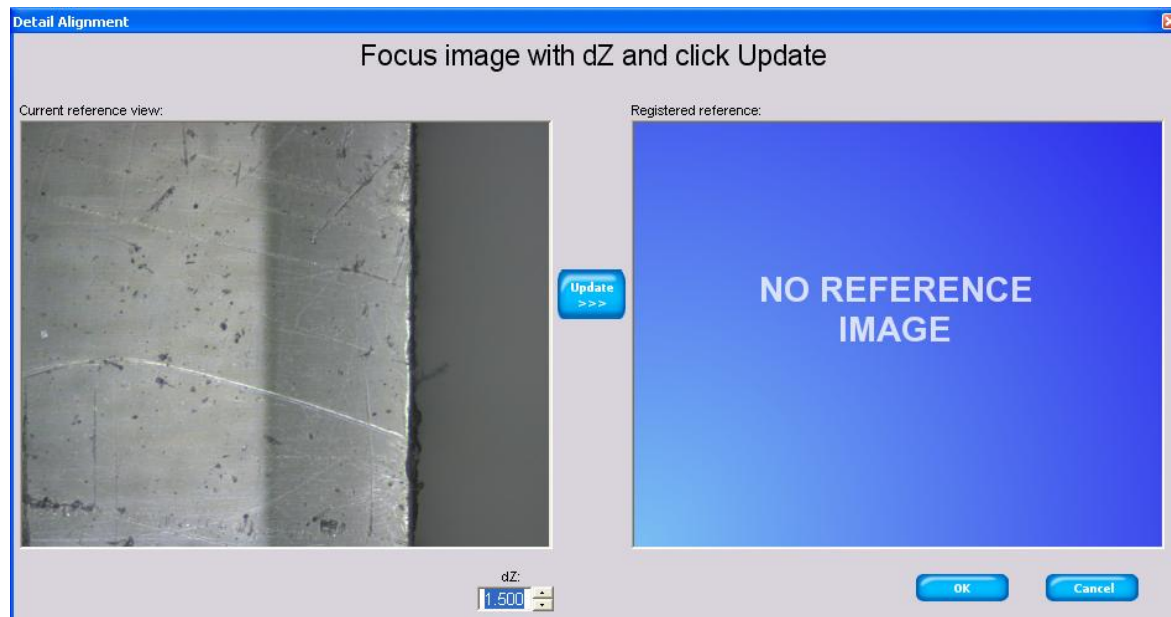 Detail Alignment
Focus image with dZ and click Update
Current reference view:
Registered reference:
Update
>>>
NO REFERENCE
IMAGE
dZ:
1.500
OK
Cancel